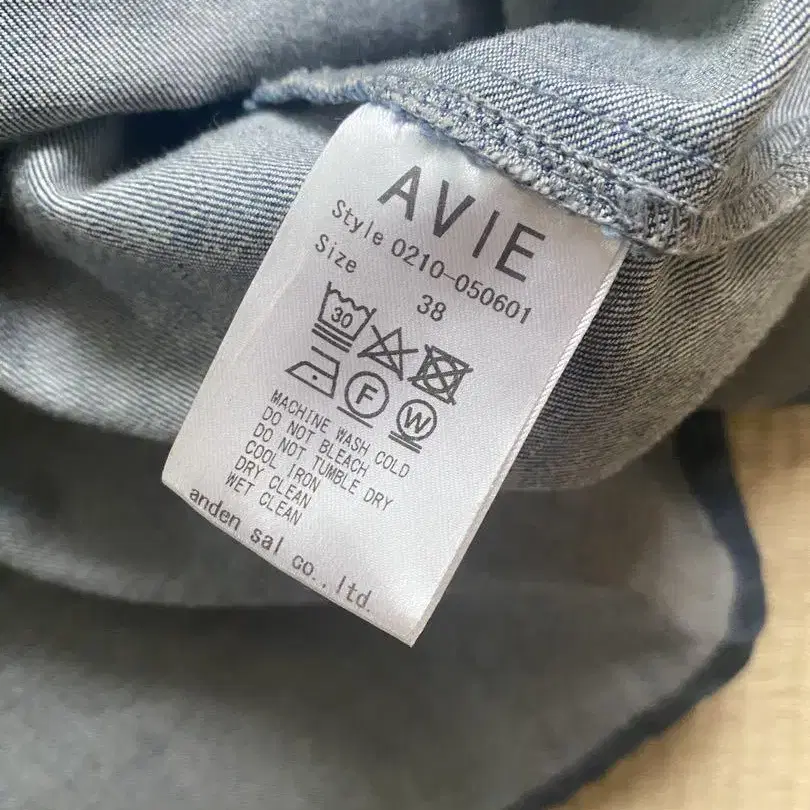 AVIE
Style 0210-050601
Size 38
30
F W
MACHINE WASH COLD
DO NOT BLEACH
DO NOT TUMBLE DRY
COOL IRON
DRY CLEAN
WET CLEAN
anden sal co., ltd.